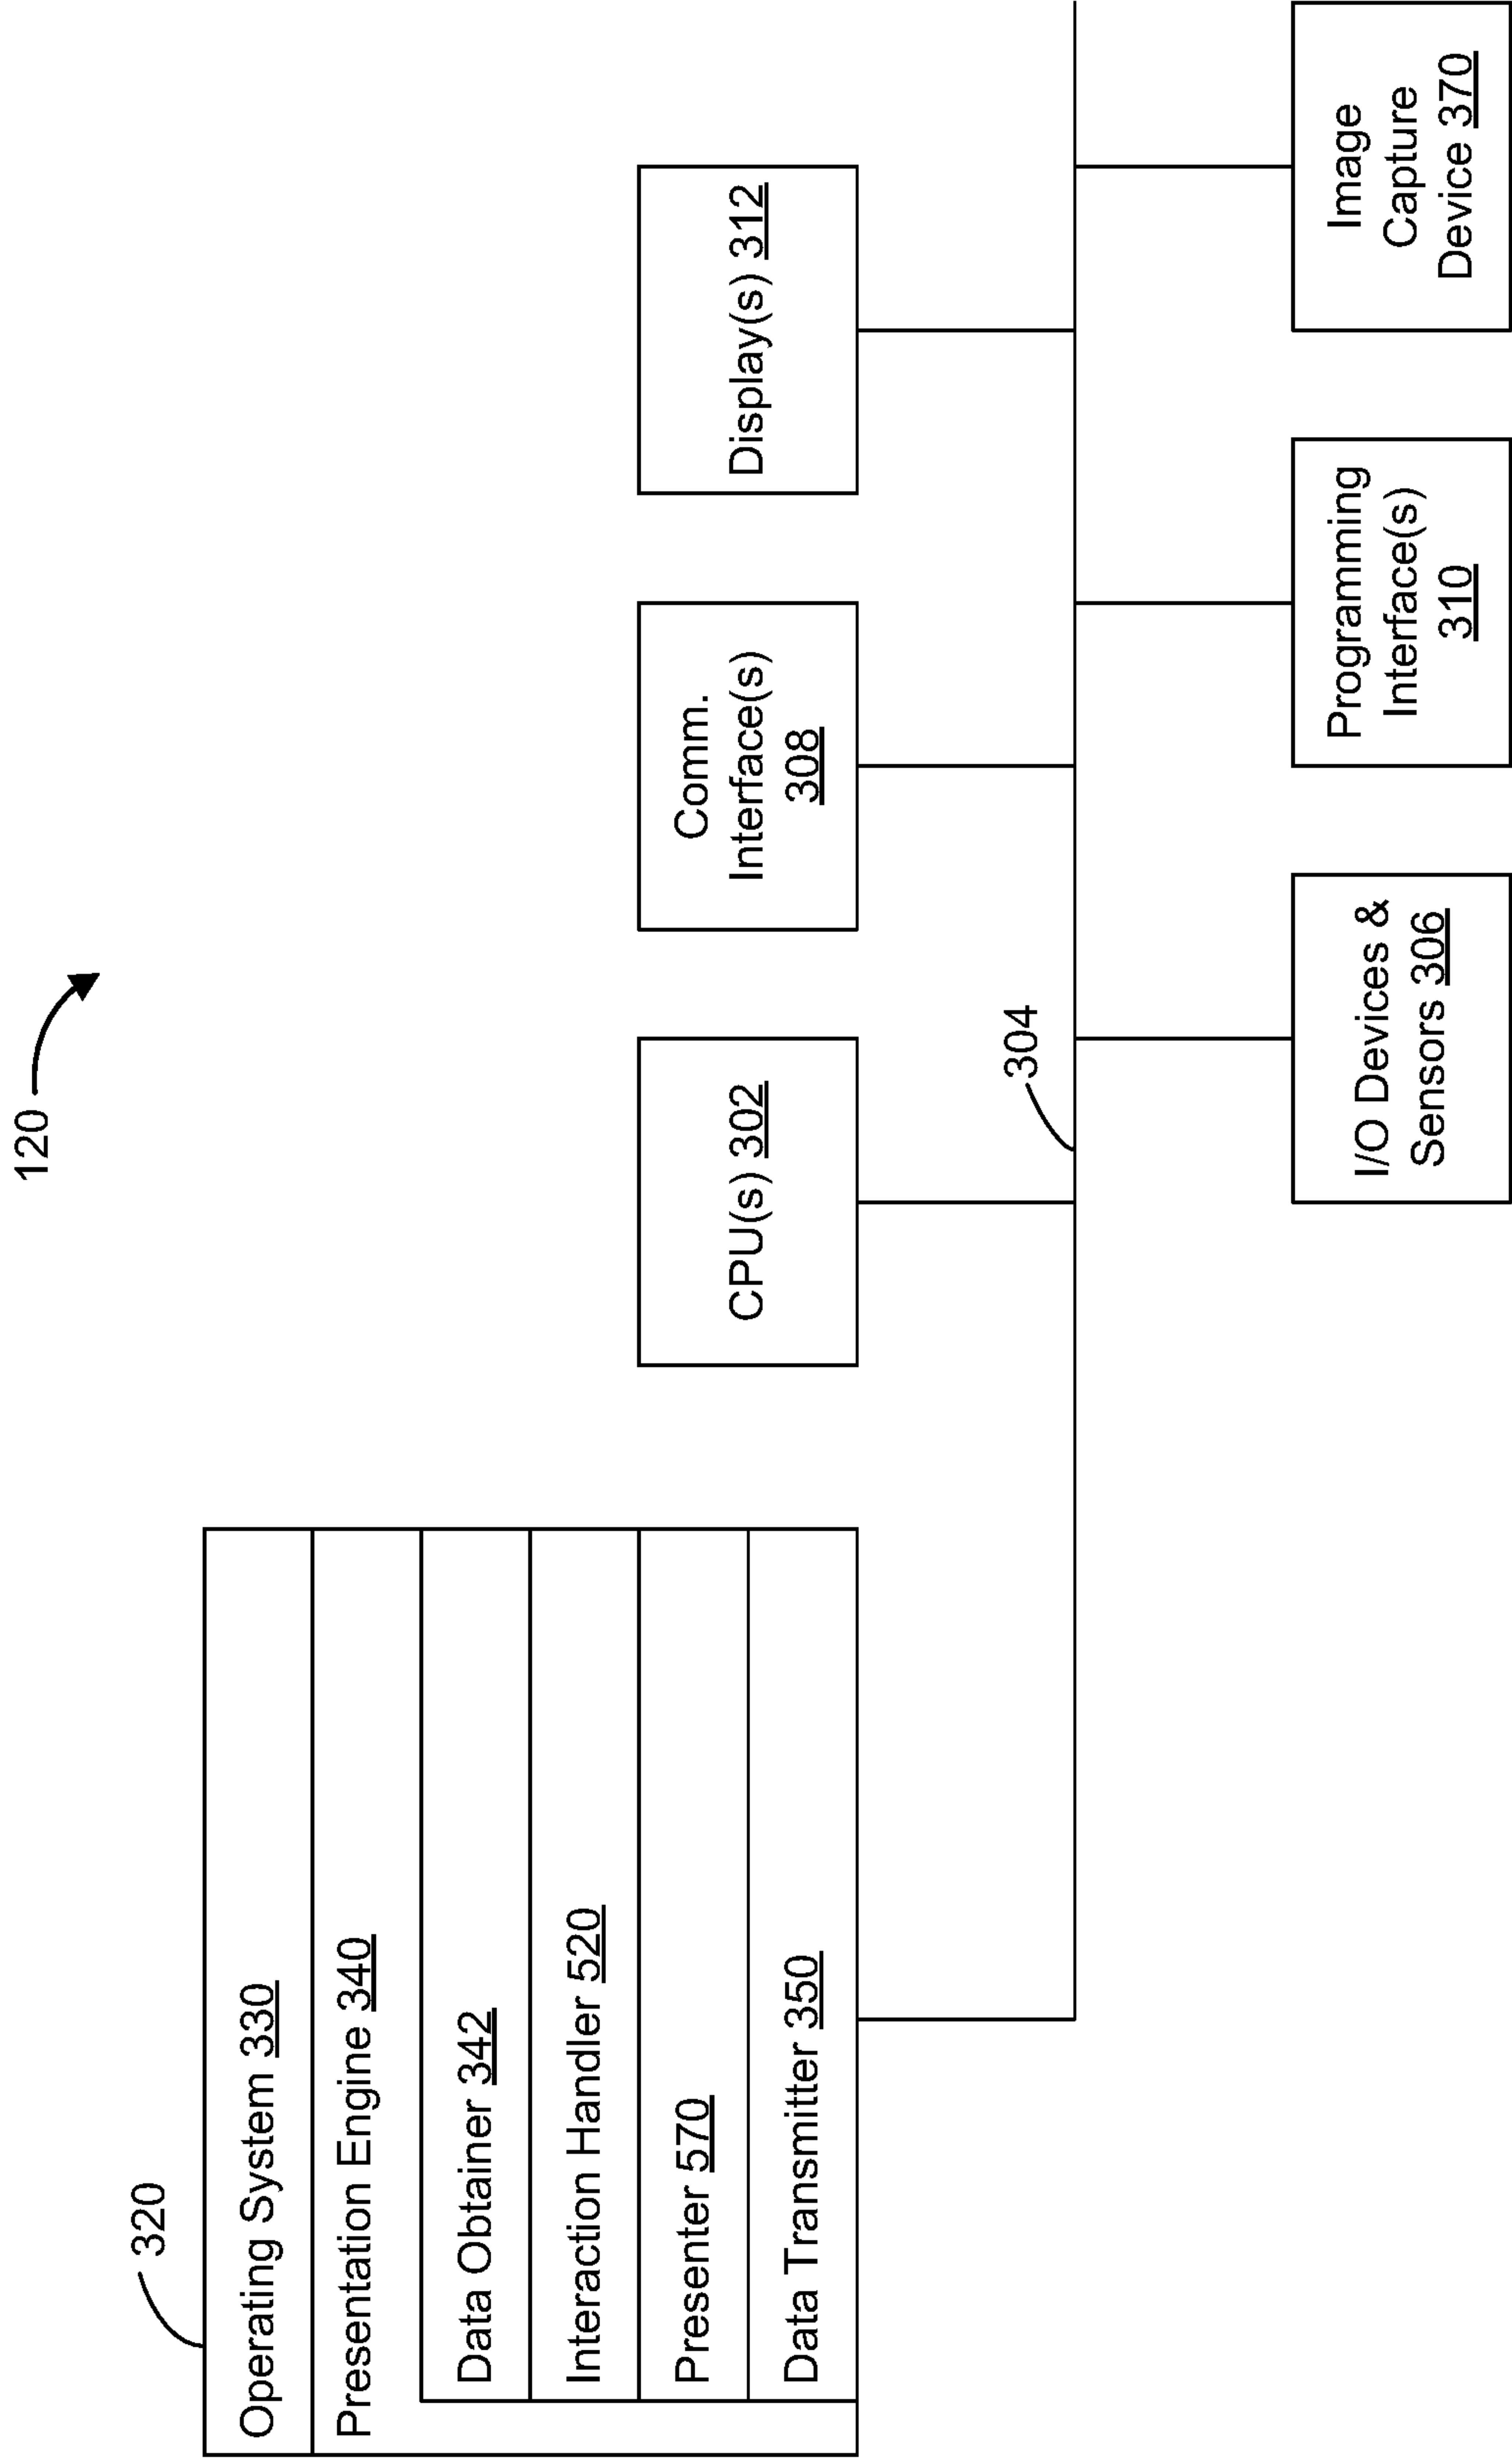 120
320
Operating System 330
Presentation Engine 340
Data Obtainer 342
Interaction Handler 520
Presenter 570
Data Transmitter 350
CPU(s) 302
Comm.
Interface(s)
308
Display(s) 312
304
I/O Devices &
Sensors 306
Programming
Interface(s)
310
Image
Capture
Device 370